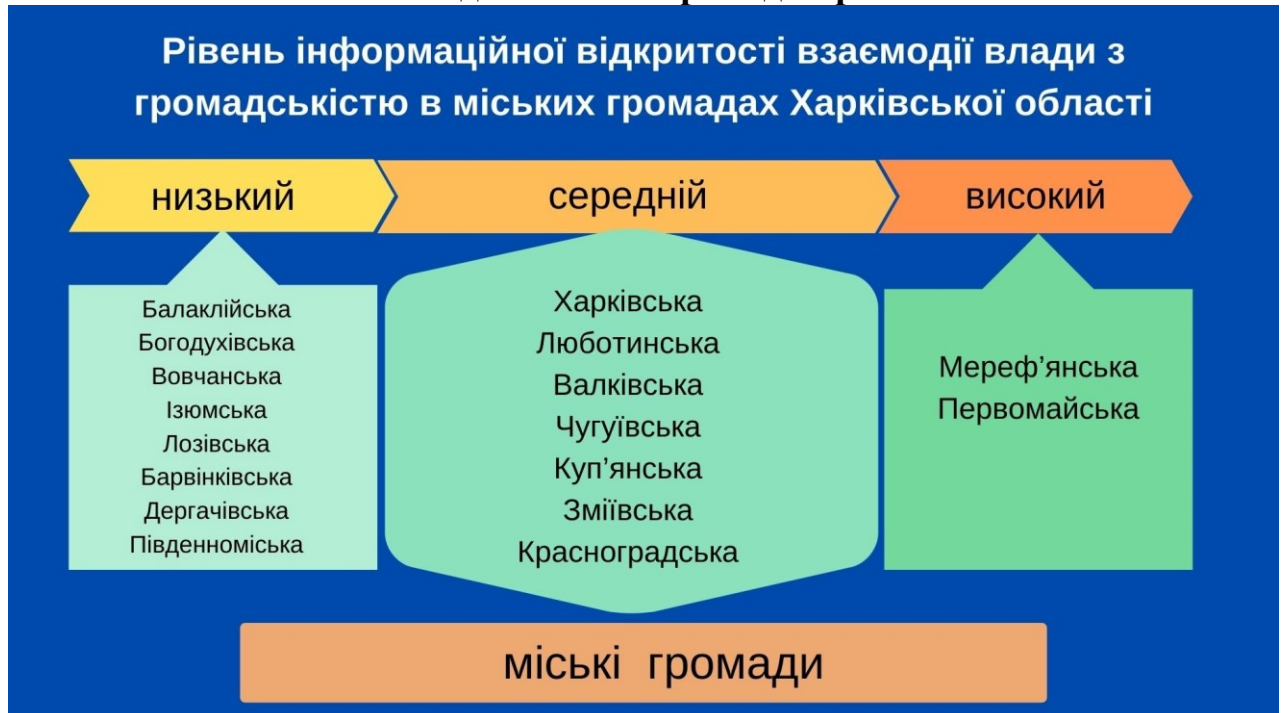 Рівень інформаційної відкритості взаємодії влади з
громадськістю в міських громадах Харківської області
низький
середній
високий
Балаклійська
Богодухівська
Вовчанська
Ізюмська
Лозівська
Барвінківська
Дергачівська
Південноміська
Харківська
Люботинська
Валківська
Чугуївська
Куп’янська
Зміївська
Красноградська
Мереф’янська
Первомайська
міські громади